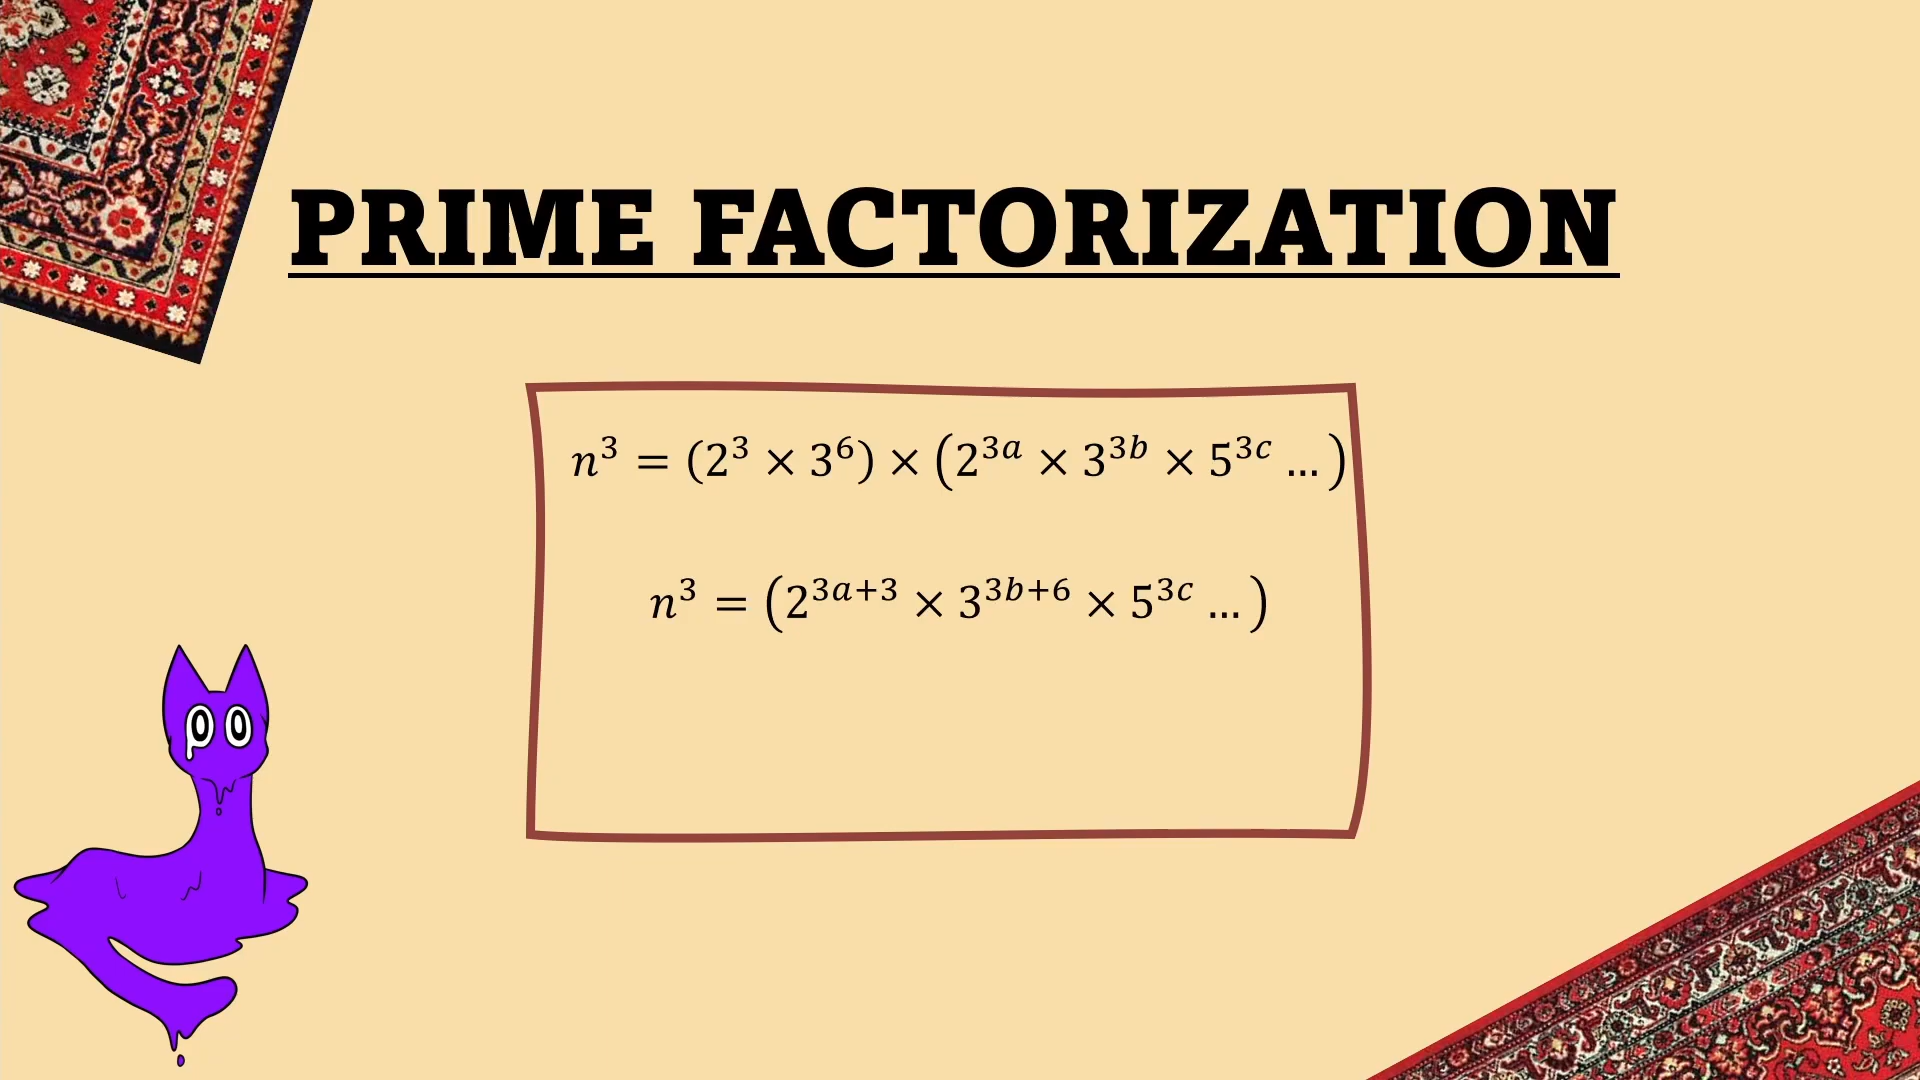 PRIME FACTORIZATION
n³ = (2³ × 3⁶) × (2³ᵃ × 3³ᵇ × 5³ᶜ ... )
n³ = (2³ᵃ⁺³ × 3³ᵇ⁺⁶ × 5³ᶜ ... )